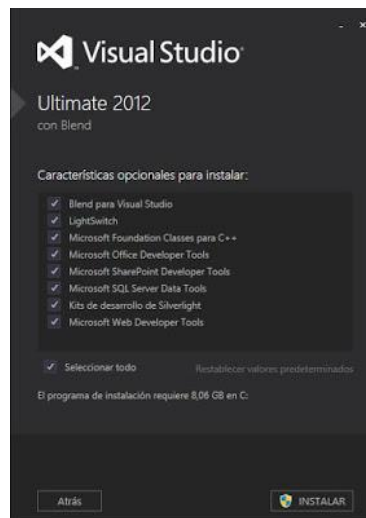 Visual Studio
Ultimate 2012
con Blend
Características opcionales para instalar:
Blend para Visual Studio
LightSwitch
Microsoft Foundation Classes para C++
Microsoft Office Developer Tools
Microsoft SharePoint Developer Tools
Microsoft SQL Server Data Tools
Kits de desarrollo de Silverlight
Microsoft Web Developer Tools
Seleccionar todo Restablecer valores predeterminados
El programa de instalación requiere 8,06 GB en C:
Atrás INSTALAR